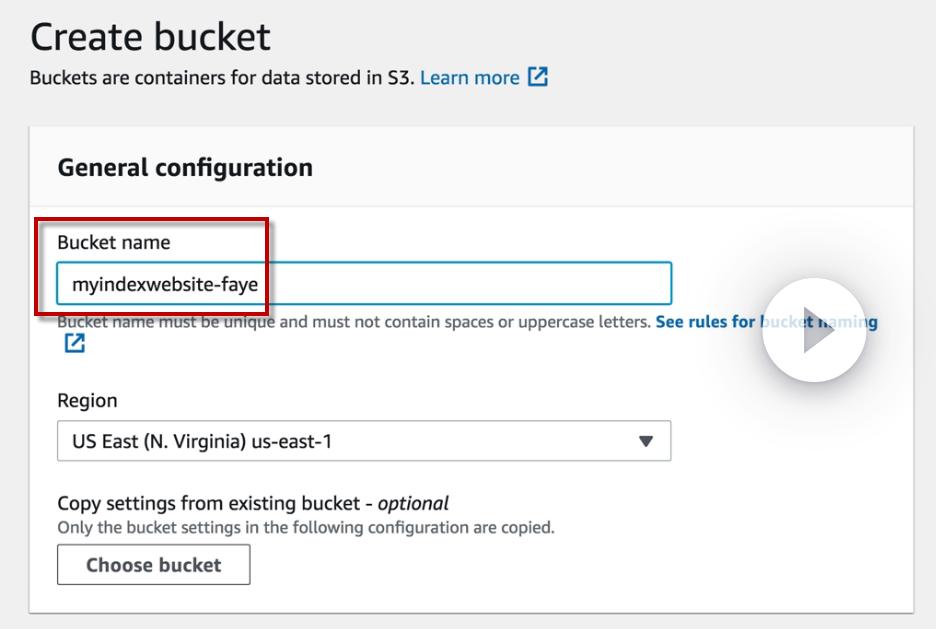 Create bucket
Buckets are containers for data stored in S3. Learn more
General configuration
Bucket name
myindexwebsite-faye
Bucket name must be unique and must not contain spaces or uppercase letters. See rules for bucket naming
Region
US East (N. Virginia) us-east-1
Copy settings from existing bucket - optional
Only the bucket settings in the following configuration are copied.
Choose bucket